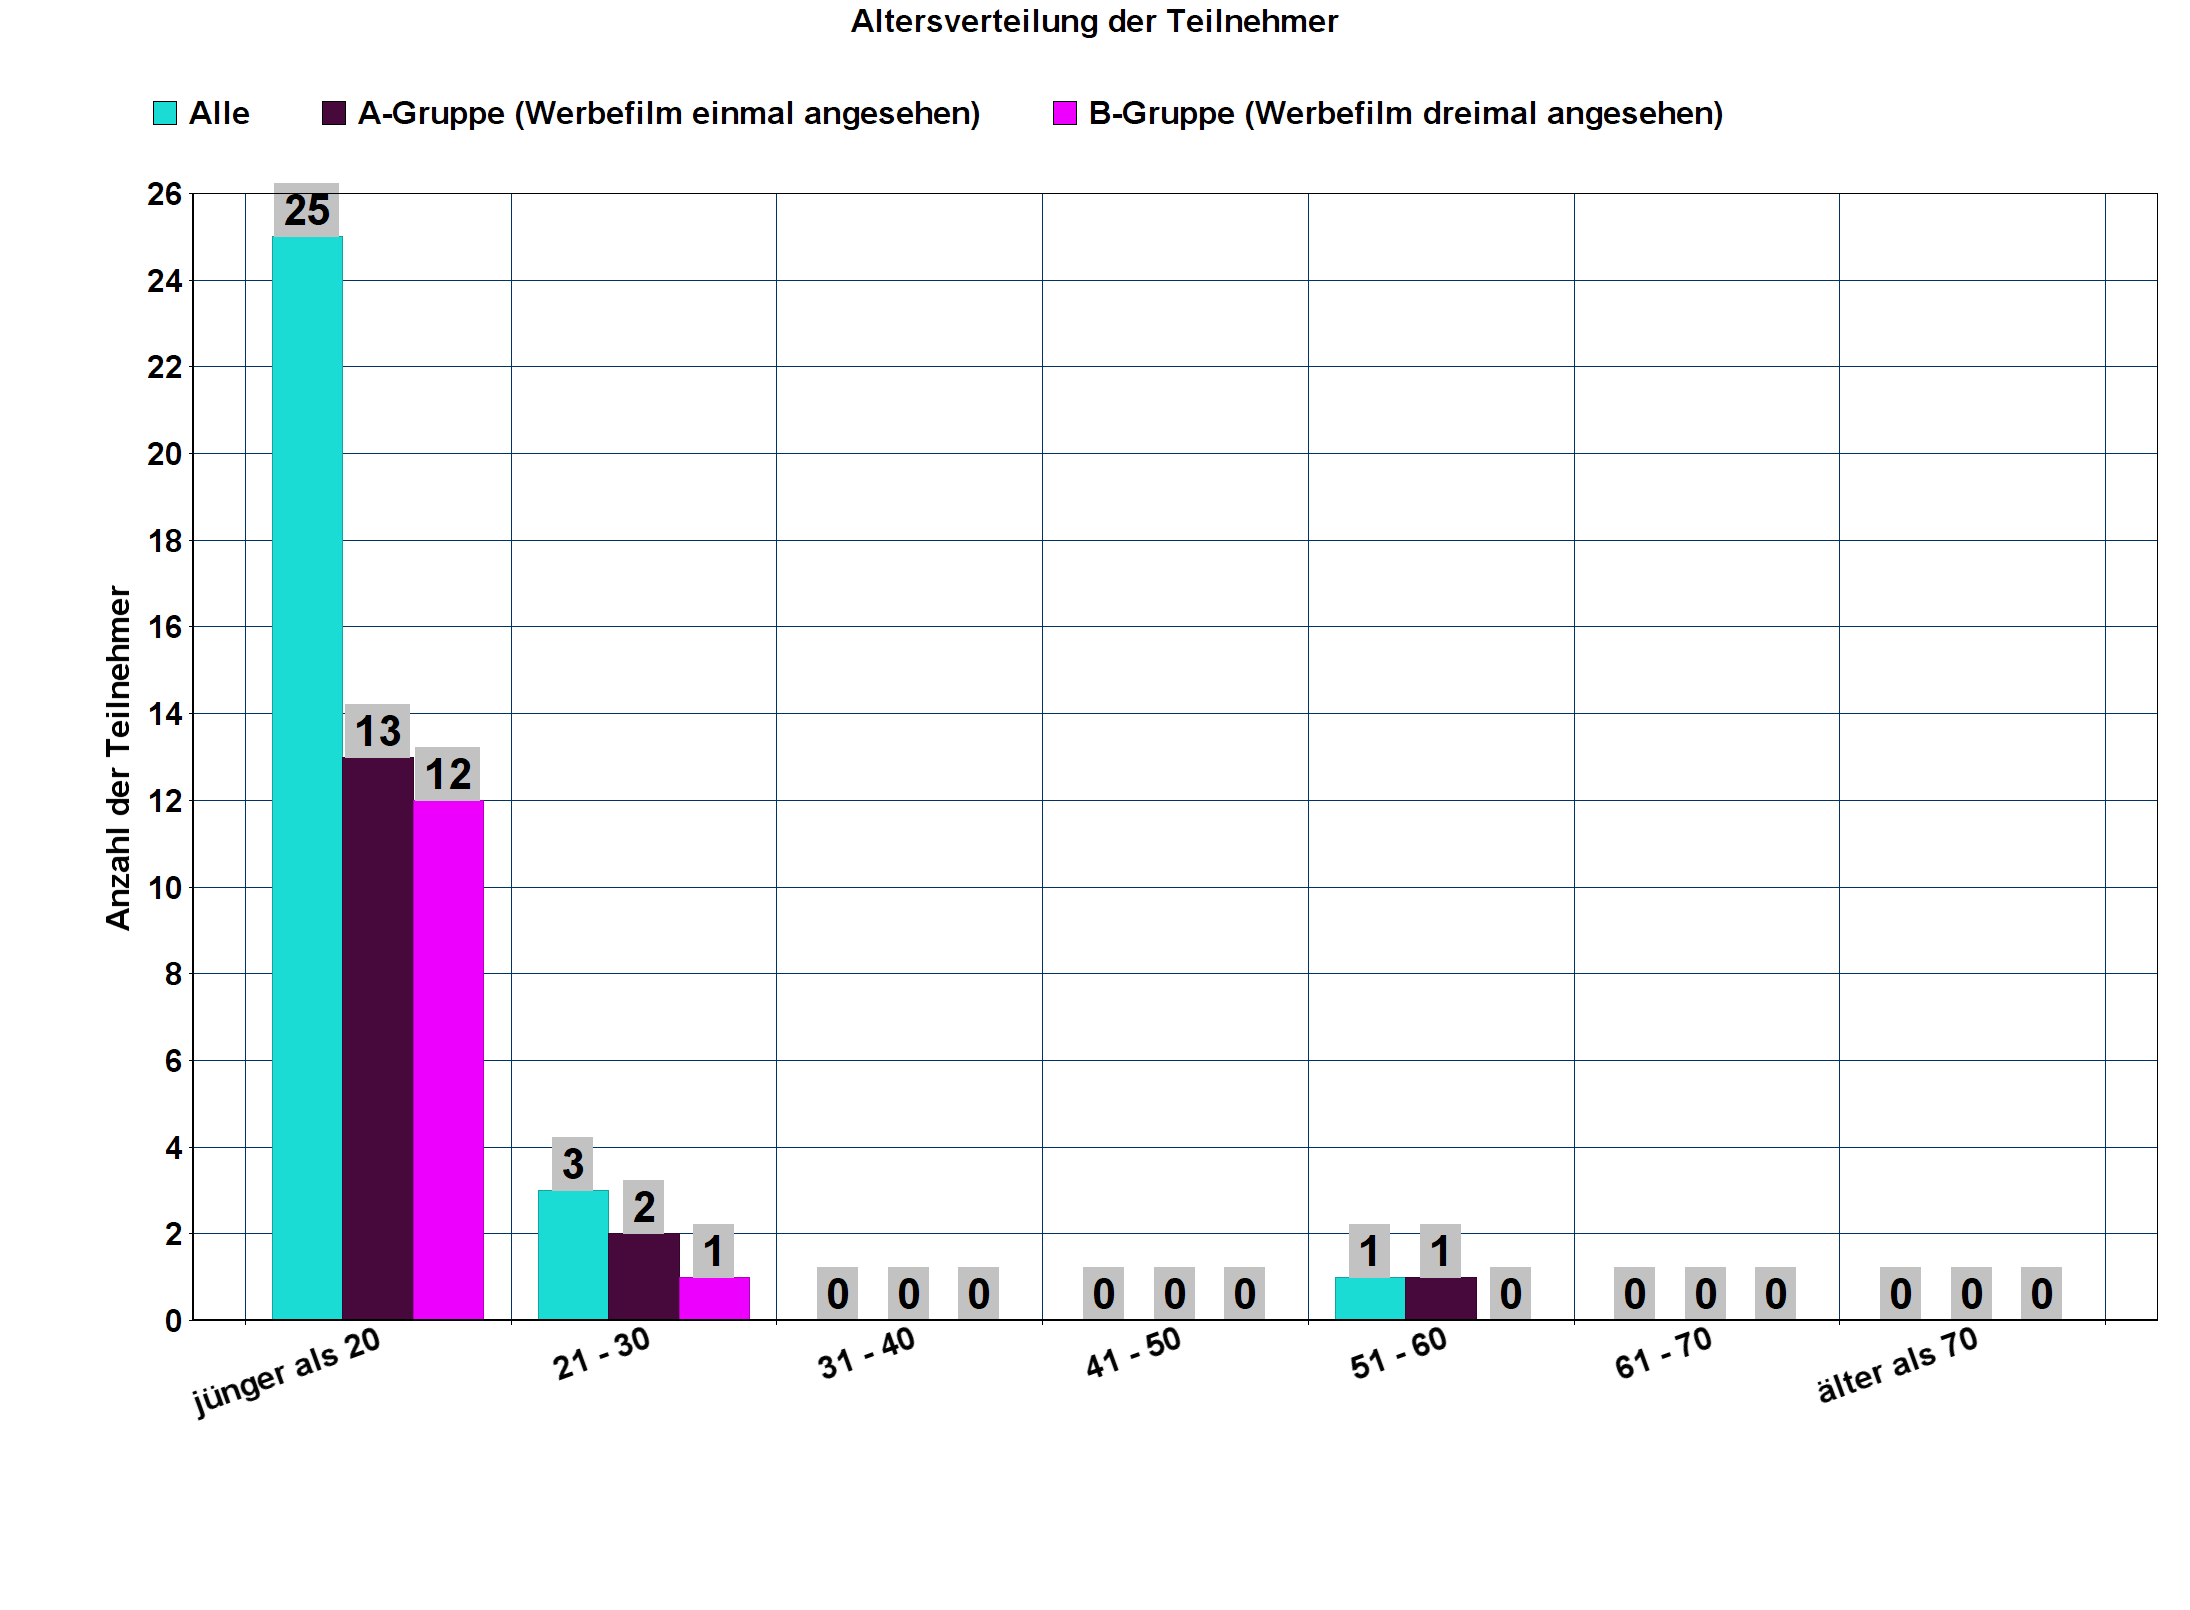 Altersverteilung der Teilnehmer
Alle A-Gruppe (Werbefilm einmal angesehen) B-Gruppe (Werbefilm dreimal angesehen)
Anzahl der Teilnehmer
26
24
22
20
18
16
14
12
10
8
6
4
2
0
25 13 12
3 2 1
0 0 0
0 0 0
1 1 0
0 0 0
0 0 0
jünger als 20
21 - 30
31 - 40
41 - 50
51 - 60
61 - 70
älter als 70